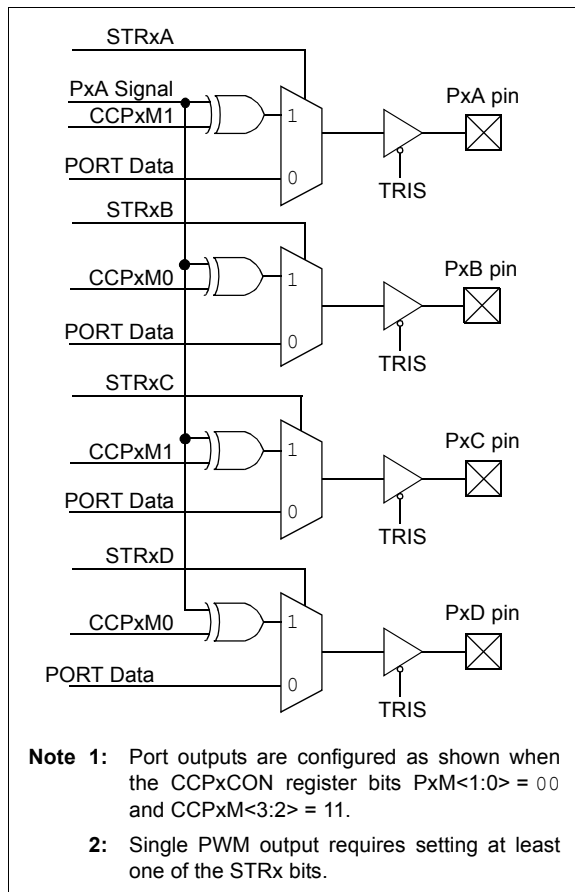 STRxA
PxA Signal
CCPxM1
PORT Data
1
0
PxA pin
TRIS
STRxB
CCPxM0
PORT Data
1
0
PxB pin
TRIS
STRxC
CCPxM1
PORT Data
1
0
PxC pin
TRIS
STRxD
CCPxM0
PORT Data
1
0
PxD pin
TRIS
Note 1: Port outputs are configured as shown when
the CCPxCON register bits PxM<1:0> = 00
and CCPxM<3:2> = 11.
2: Single PWM output requires setting at least
one of the STRx bits.